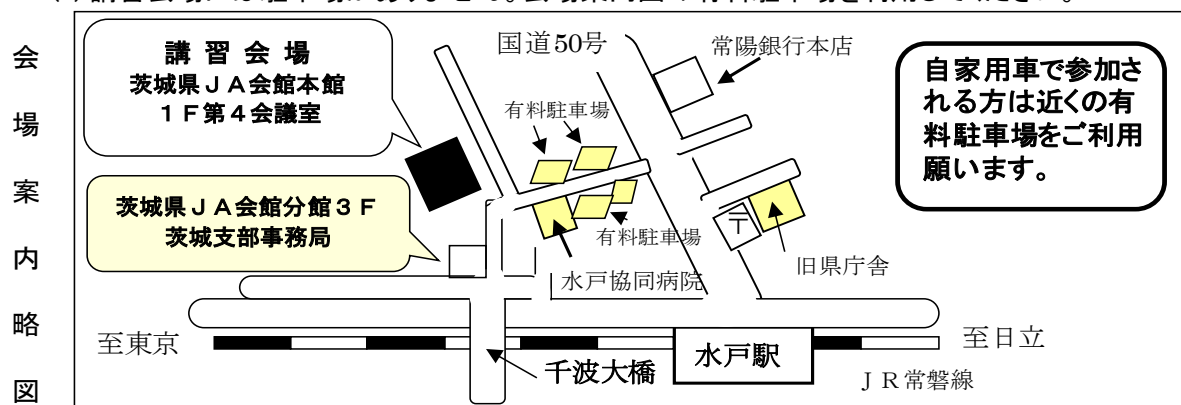 会場案内略図
講 習 会 場
茨城県ＪＡ会館本館
１Ｆ第４会議室
茨城県ＪＡ会館分館３Ｆ
茨城支部事務局
国道50号
常陽銀行本店
有料駐車場
有料駐車場
自家用車で参加さ
れる方は近くの有
料駐車場をご利用
願います。
〒
旧県庁舎
水戸協同病院
至東京
千波大橋
水戸駅
至日立
ＪＲ常磐線